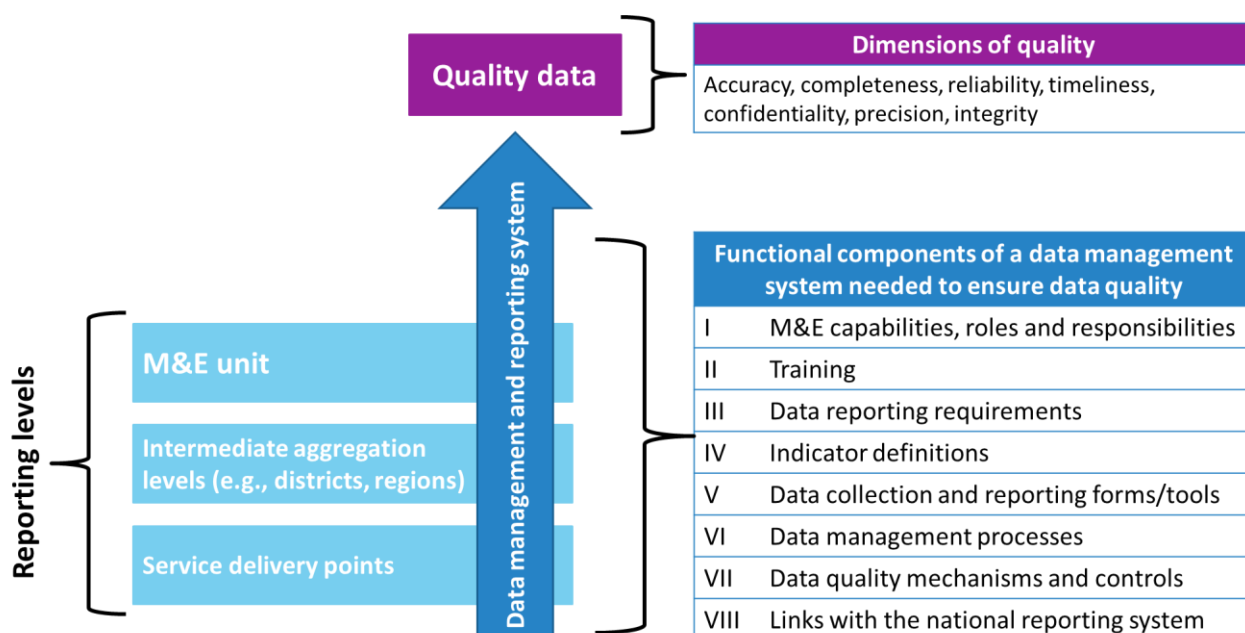 Quality data
Dimensions of quality
Accuracy, completeness, reliability, timeliness,
confidentiality, precision, integrity
Data management and reporting system
Reporting levels
M&E unit
Intermediate aggregation
levels (e.g., districts, regions)
Service delivery points
Functional components of a data management
system needed to ensure data quality
I M&E capabilities, roles and responsibilities
II Training
III Data reporting requirements
IV Indicator definitions
V Data collection and reporting forms/tools
VI Data management processes
VII Data quality mechanisms and controls
VIII Links with the national reporting system